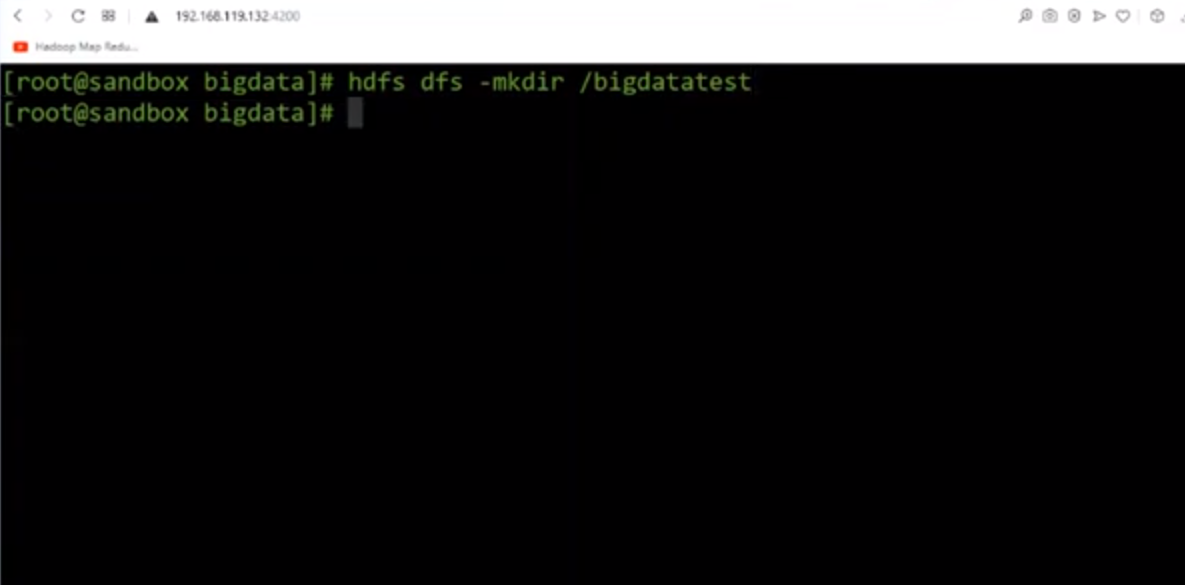 192.168.119.132:4200
Hadoop Map Redu...
[root@sandbox bigdata]# hdfs dfs -mkdir /bigdatatest
[root@sandbox bigdata]#